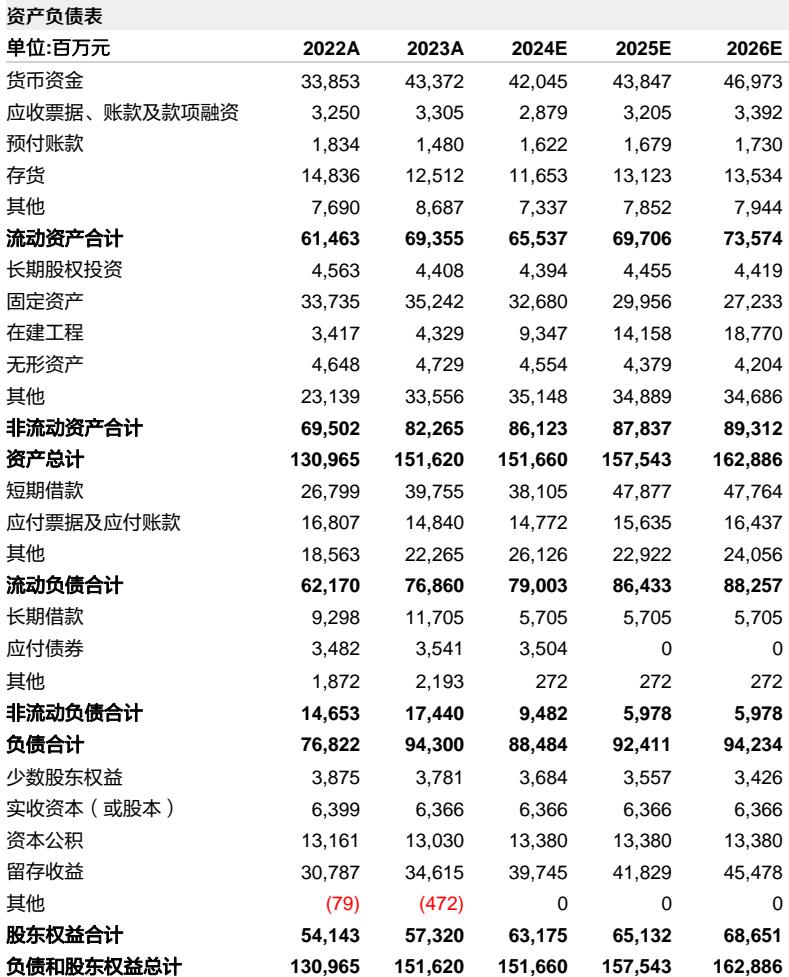 资产负债表
单位:百万元 2022A 2023A 2024E 2025E 2026E
货币资金 33,853 43,372 42,045 43,847 46,973
应收票据、账款及款项融资 3,250 3,305 2,879 3,205 3,392
预付账款 1,834 1,480 1,622 1,679 1,730
存货 14,836 12,512 11,653 13,123 13,534
其他 7,690 8,687 7,337 7,852 7,944
流动资产合计 61,463 69,355 65,537 69,706 73,574
长期股权投资 4,563 4,408 4,394 4,455 4,419
固定资产 33,735 35,242 32,680 29,956 27,233
在建工程 3,417 4,329 9,347 14,158 18,770
无形资产 4,648 4,729 4,554 4,379 4,204
其他 23,139 33,556 35,148 34,889 34,686
非流动资产合计 69,502 82,265 86,123 87,837 89,312
资产总计 130,965 151,620 151,660 157,543 162,886
短期借款 26,799 39,755 38,105 47,877 47,764
应付票据及应付账款 16,807 14,840 14,772 15,635 16,437
其他 18,563 22,265 26,126 22,922 24,056
流动负债合计 62,170 76,860 79,003 86,433 88,257
长期借款 9,298 11,705 5,705 5,705 5,705
应付债券 3,482 3,541 3,504 0 0
其他 1,872 2,193 272 272 272
非流动负债合计 14,653 17,440 9,482 5,978 5,978
负债合计 76,822 94,300 88,484 92,411 94,234
少数股东权益 3,875 3,781 3,684 3,557 3,426
实收资本（或股本） 6,399 6,366 6,366 6,366 6,366
资本公积 13,161 13,030 13,380 13,380 13,380
留存收益 30,787 34,615 39,745 41,829 45,478
其他 (79) (472) 0 0 0
股东权益合计 54,143 57,320 63,175 65,132 68,651
负债和股东权益总计 130,965 151,620 151,660 157,543 162,886